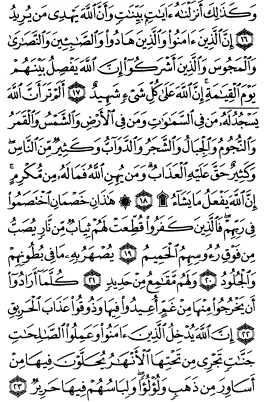 وَكَذَٰلِكَ أَنزَلْنَٰهُ ءَايَٰتٍۭ بَيِّنَٰتٍ وَأَنَّ ٱللَّهَ يَهْدِى مَن يُرِيدُ
١٦ إِنَّ ٱلَّذِينَ ءَامَنُوا۟ وَٱلَّذِينَ هَادُوا۟ وَٱلصَّٰبِـِٔينَ وَٱلنَّصَٰرَىٰ
وَٱلْمَجُوسَ وَٱلَّذِينَ أَشْرَكُوٓا۟ إِنَّ ٱللَّهَ يَفْصِلُ بَيْنَهُمْ
يَوْمَ ٱلْقِيَٰمَةِ ۚ إِنَّ ٱللَّهَ عَلَىٰ كُلِّ شَىْءٍ شَهِيدٌ ١٧ أَلَمْ تَرَ أَنَّ ٱللَّهَ
يَسْجُدُ لَهُۥ مَن فِى ٱلسَّمَٰوَٰتِ وَمَن فِى ٱلْأَرْضِ وَٱلشَّمْسُ وَٱلْقَمَرُ
وَٱلنُّجُومُ وَٱلْجِبَالُ وَٱلشَّجَرُ وَٱلدَّوَآبُّ وَكَثِيرٌ مِّنَ ٱلنَّاسِ ۖ
وَكَثِيرٌ حَقَّ عَلَيْهِ ٱلْعَذَابُ ۗ وَمَن يُهِنِ ٱللَّهُ فَمَا لَهُۥ مِن مُّكْرِمٍ ۚ
إِنَّ ٱللَّهَ يَفْعَلُ مَا يَشَآءُ ۩ ١٨ ۞ هَٰذَانِ خَصْمَانِ ٱخْتَصَمُوا۟
فِى رَبِّهِمْ ۖ فَٱلَّذِينَ كَفَرُوا۟ قُطِّعَتْ لَهُمْ ثِيَابٌ مِّن نَّارٍ يُصَبُّ
مِن فَوْقِ رُءُوسِهِمُ ٱلْحَمِيمُ ١٩ يُصْهَرُ بِهِۦ مَا فِى بُطُونِهِمْ
وَٱلْجُلُودُ ٢٠ وَلَهُم مَّقَٰمِعُ مِنْ حَدِيدٍ ٢١ كُلَّمَآ أَرَادُوٓا۟
أَن يَخْرُجُوا۟ مِنْهَا مِنْ غَمٍّ أُعِيدُوا۟ فِيهَا وَذُوقُوا۟ عَذَابَ ٱلْحَرِيقِ
٢٢ إِنَّ ٱللَّهَ يُدْخِلُ ٱلَّذِينَ ءَامَنُوا۟ وَعَمِلُوا۟ ٱلصَّٰلِحَٰتِ
جَنَّٰتٍ تَجْرِى مِن تَحْتِهَا ٱلْأَنْهَٰرُ يُحَلَّوْنَ فِيهَا مِنْ
أَسَاوِرَ مِن ذَهَبٍ وَلُؤْلُؤًا ۖ وَلِبَاسُهُمْ فِيهَا حَرِيرٌ ٢٣